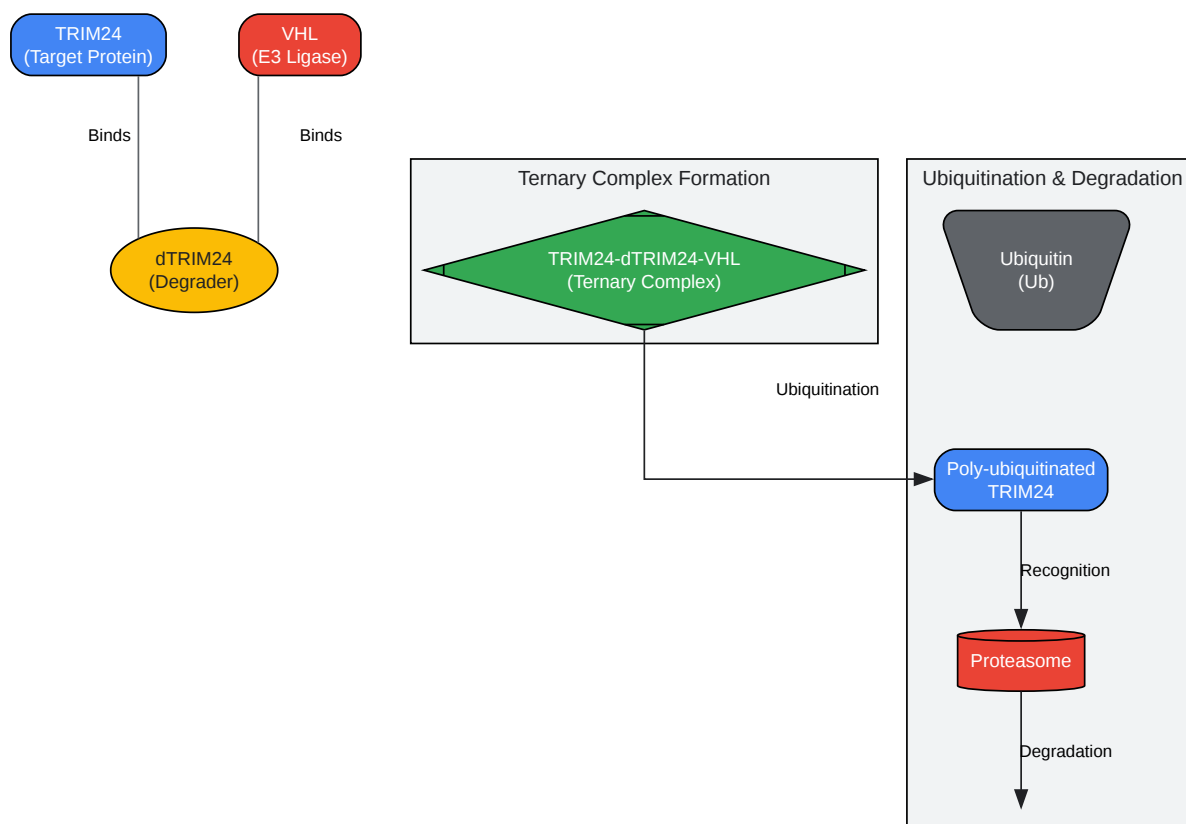 TRIM24
(Target Protein)
VHL
(E3 Ligase)
Binds
Binds
dTRIM24
(Degrader)
Ternary Complex Formation
TRIM24-dTRIM24-VHL
(Ternary Complex)
Ubiquitination
Ubiquitination & Degradation
Ubiquitin
(Ub)
Poly-ubiquitinated
TRIM24
Recognition
Proteasome
Degradation